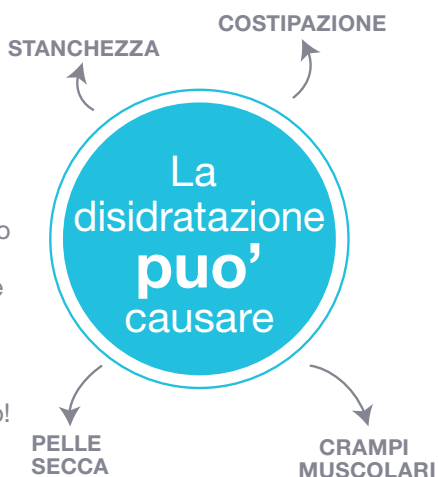 COSTIPAZIONE
STANCHEZZA
La
disidratazione
puo’
causare
o
e
o!
PELLE
SECCA
CRAMPI
MUSCOLARI